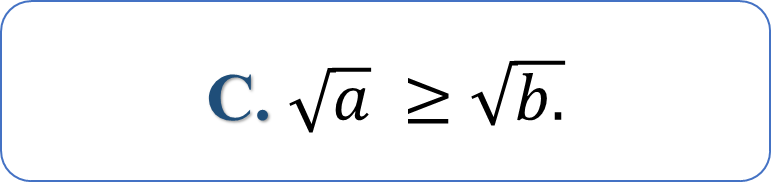 C. √a ≥ √b.